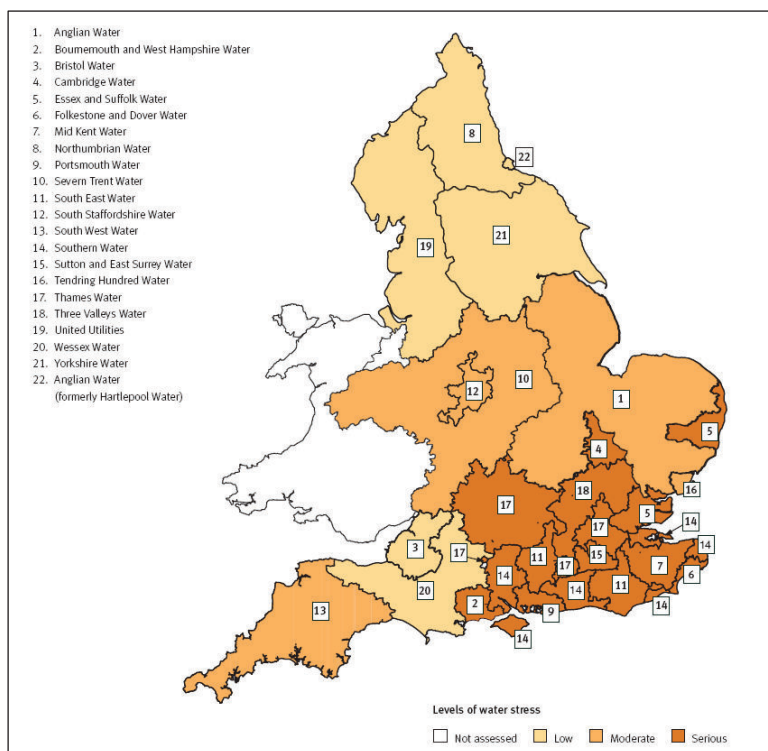 1. Anglian Water
2. Bournemouth and West Hampshire Water
3. Bristol Water
4. Cambridge Water
5. Essex and Suffolk Water
6. Folkestone and Dover Water
7. Mid Kent Water
8. Northumbrian Water
9. Portsmouth Water
10. Severn Trent Water
11. South East Water
12. South Staffordshire Water
13. South West Water
14. Southern Water
15. Sutton and East Surrey Water
16. Tendring Hundred Water
17. Thames Water
18. Three Valleys Water
19. United Utilities
20. Wessex Water
21. Yorkshire Water
22. Anglian Water
(formerly Hartlepool Water)
8
22
21
19
10
12
1
5
4
16
18
17
5
14
17
3
17
11
17
15
14
7
14
6
20
2
9
14
11
14
13
14
Levels of water stress
Not assessed Low Moderate Serious